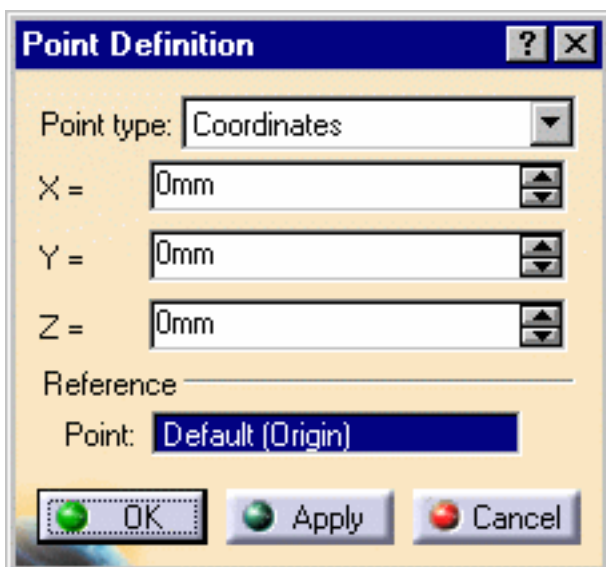 Point Definition ? X
Point type: Coordinates
X = 0mm
Y = 0mm
Z = 0mm
Reference
Point: Default (Origin)
OK Apply Cancel